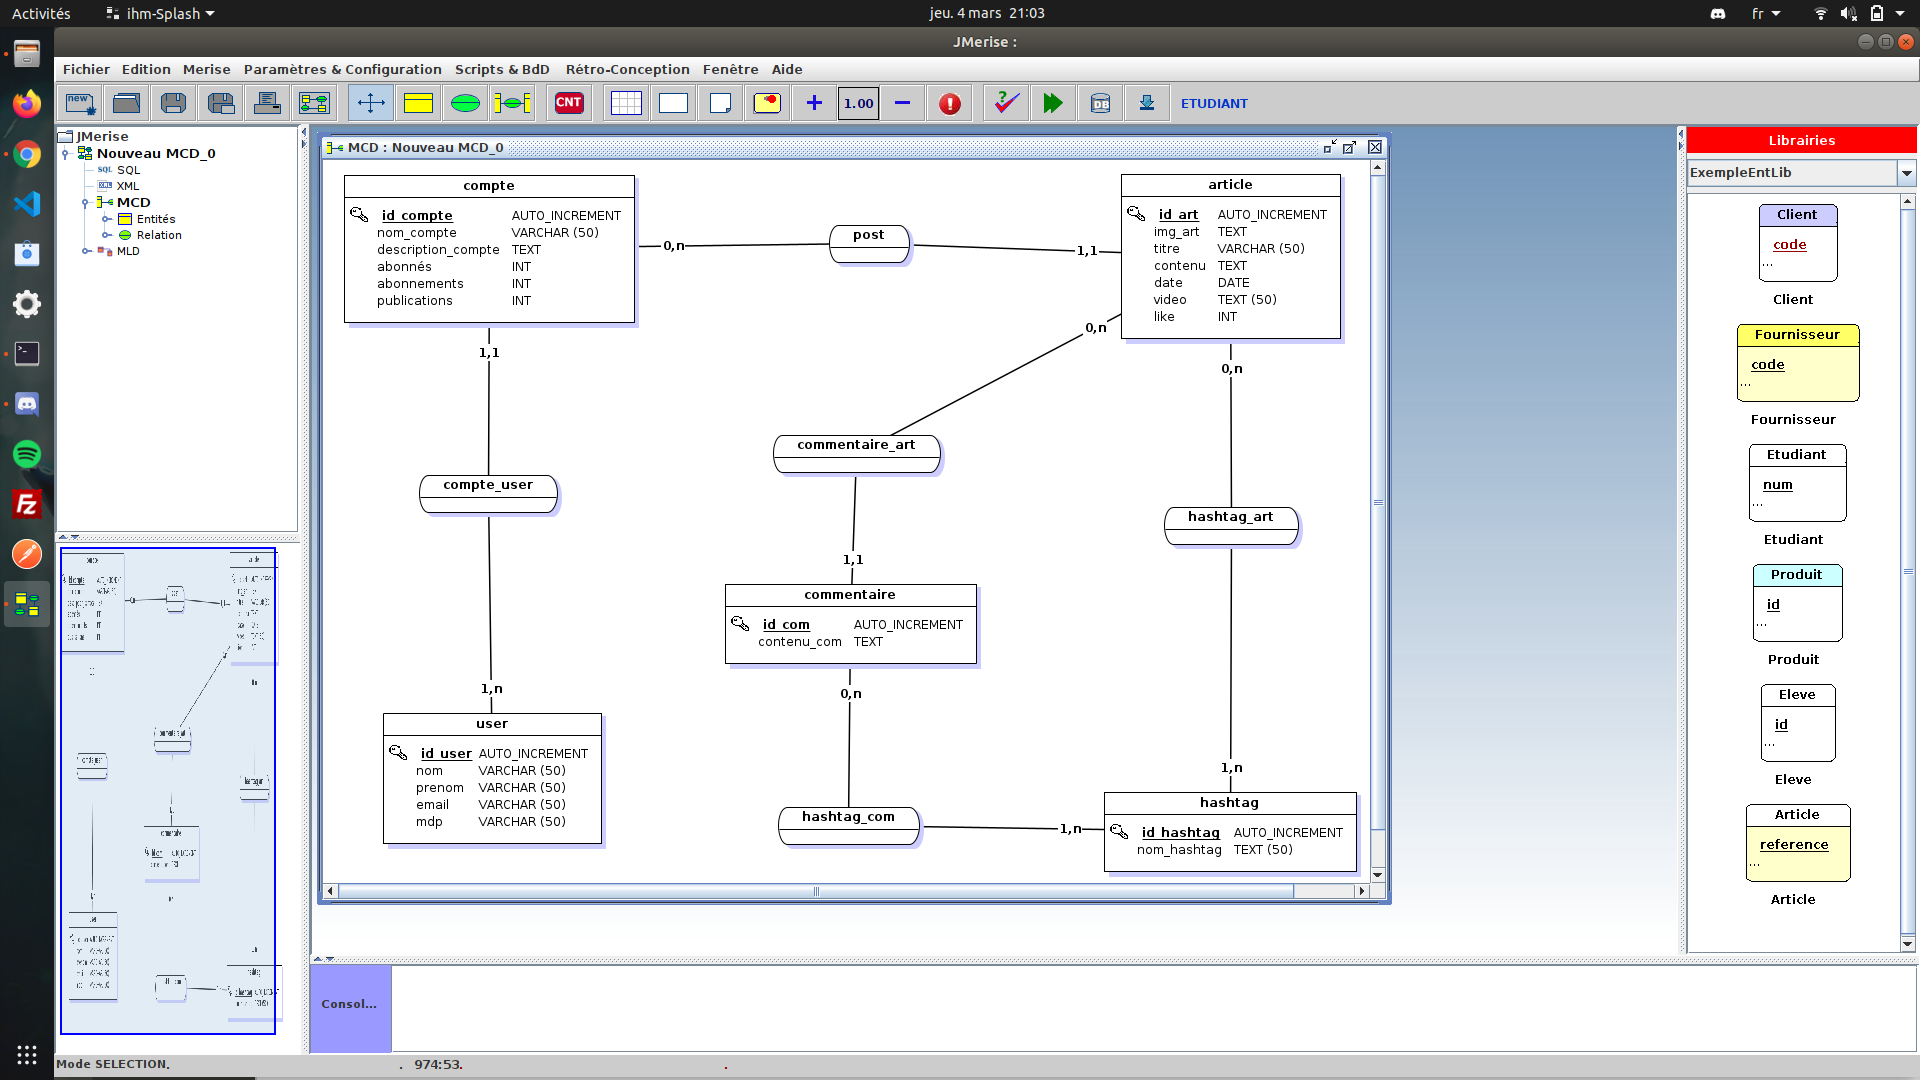 Activités
ihm-Splash
jeu. 4 mars  21:03
fr
JMerise :
Fichier Edition Merise Paramètres & Configuration Scripts & BdD Rétro-Conception Fenêtre Aide
new
CNT
1.00
DB
ETUDIANT
JMerise
Nouveau MCD_0
SQL SQL
XML
MCD
Entités
Relation
MLD
MCD : Nouveau MCD_0
compte
id_compte AUTO_INCREMENT
nom_compte VARCHAR (50)
description_compte TEXT
abonnés INT
abonnements INT
publications INT
0,n
post
1,1
article
id_art AUTO_INCREMENT
img_art TEXT
titre VARCHAR (50)
contenu TEXT
date DATE
video TEXT (50)
like INT
1,1
0,n
0,n
commentaire_art
compte_user
hashtag_art
1,1
commentaire
id_com AUTO_INCREMENT
contenu_com TEXT
1,n
0,n
user
id_user AUTO_INCREMENT
nom VARCHAR (50)
prenom VARCHAR (50)
email VARCHAR (50)
mdp VARCHAR (50)
1,n
hashtag_com
1,n
hashtag
id_hashtag AUTO_INCREMENT
nom_hashtag TEXT (50)
Librairies
ExempleEntLib
Client
code
...
Client
Fournisseur
code
...
Fournisseur
Etudiant
num
...
Etudiant
Produit
id
...
Produit
Eleve
id
...
Eleve
Article
reference
...
Article
Consol...
Mode SELECTION.
. 974:53.
.